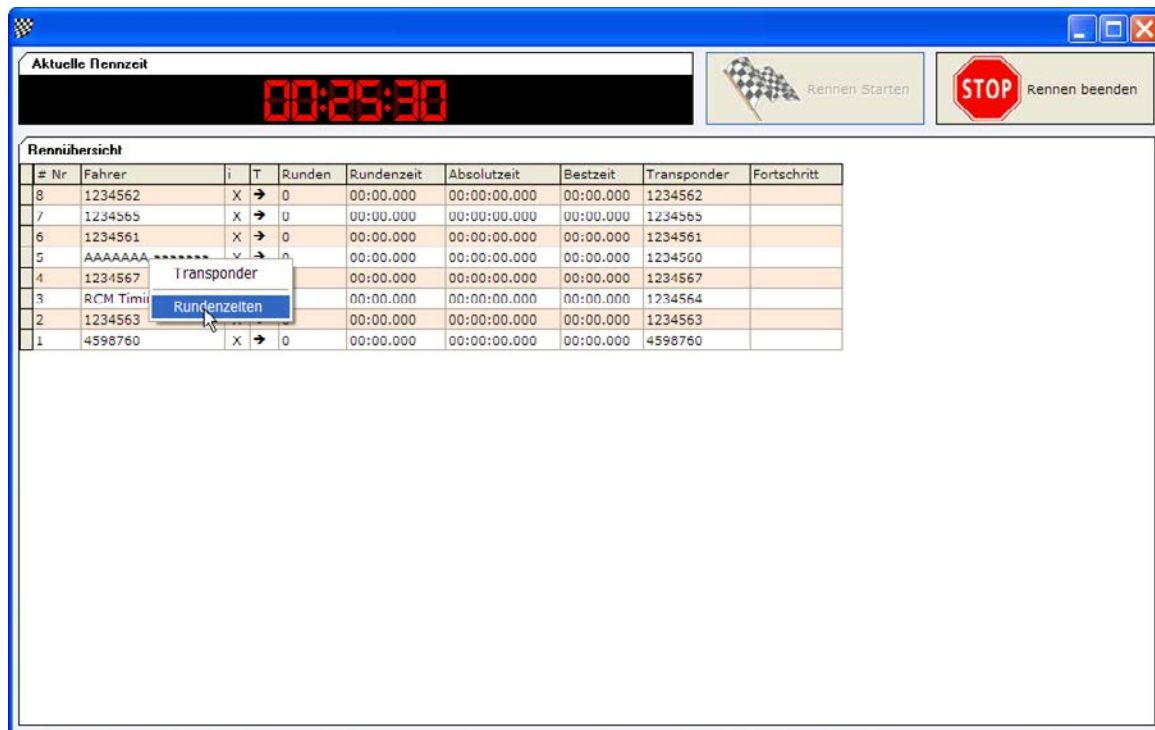 Aktuelle Rennzeit
00:25:30
Rennen Starten
STOP Rennen beenden
Rennübersicht
# Nr Fahrer i T Runden Rundenzeit Absolutzeit Bestzeit Transponder Fortschritt
8 1234562 X ➔ 0 00:00.000 00:00:00.000 00:00.000 1234562
7 1234565 X ➔ 0 00:00.000 00:00:00.000 00:00.000 1234565
6 1234561 X ➔ 0 00:00.000 00:00:00.000 00:00.000 1234561
5 AAAAAAA X ➔ 0 00:00.000 00:00:00.000 00:00.000 1234560
4 1234567 00:00.000 00:00:00.000 00:00.000 1234567
3 RCM Timi 00:00.000 00:00:00.000 00:00.000 1234564
2 1234563 X ➔ 0 00:00.000 00:00:00.000 00:00.000 1234563
1 4598760 X ➔ 0 00:00.000 00:00:00.000 00:00.000 4598760
Transponder
Rundenzeiten